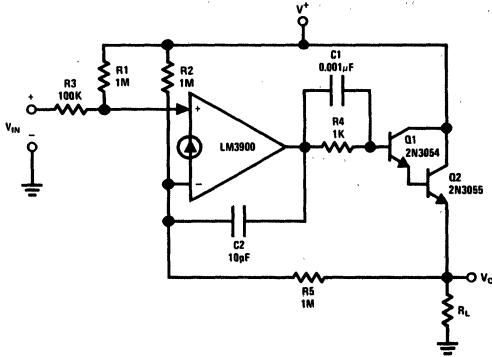 V+
C1
0.001μF
R1
1M
R2
1M
R3
100K
+
VIN
−
+
LM3900
−
R4
1K
Q1
2N3054
Q2
2N3055
C2
10pF
R5
1M
VO
RL